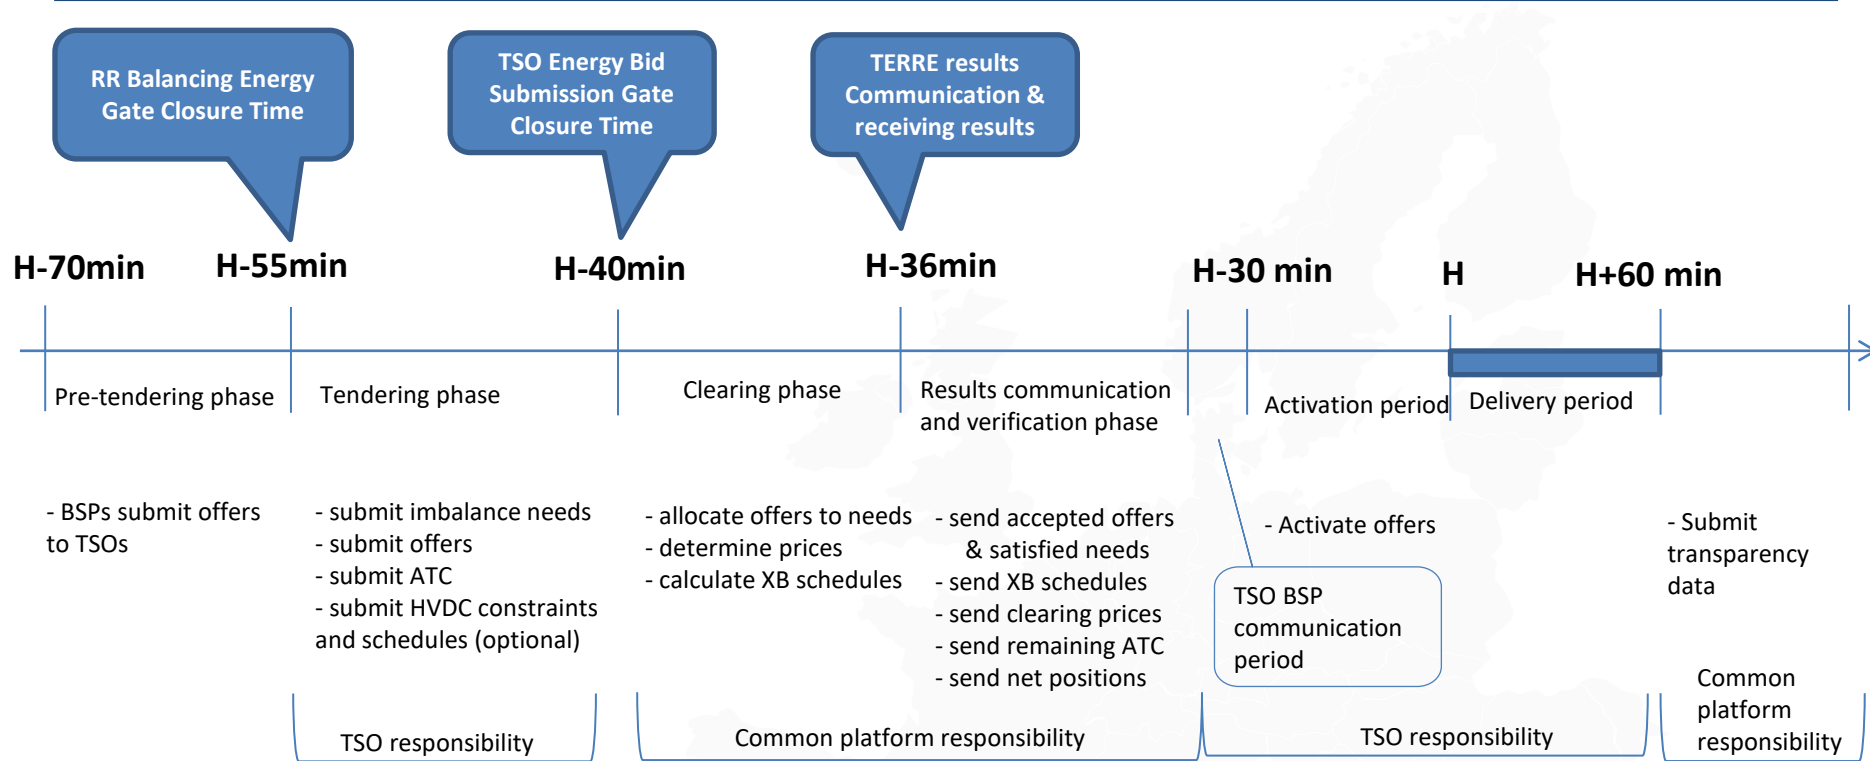 RR Balancing Energy
Gate Closure Time
TSO Energy Bid
Submission Gate
Closure Time
TERRE results
Communication &
receiving results
H-70min
H-55min
H-40min
H-36min
H-30 min
H
H+60 min
Pre-tendering phase
Tendering phase
Clearing phase
Results communication
and verification phase
Activation period
Delivery period
- BSPs submit offers
to TSOs
- submit imbalance needs
- submit offers
- submit ATC
- submit HVDC constraints
and schedules (optional)
- allocate offers to needs
- determine prices
- calculate XB schedules
- send accepted offers
& satisfied needs
- send XB schedules
- send clearing prices
- send remaining ATC
- send net positions
- Activate offers
TSO BSP
communication
period
- Submit
transparency
data
TSO responsibility
Common platform responsibility
TSO responsibility
Common
platform
responsibility